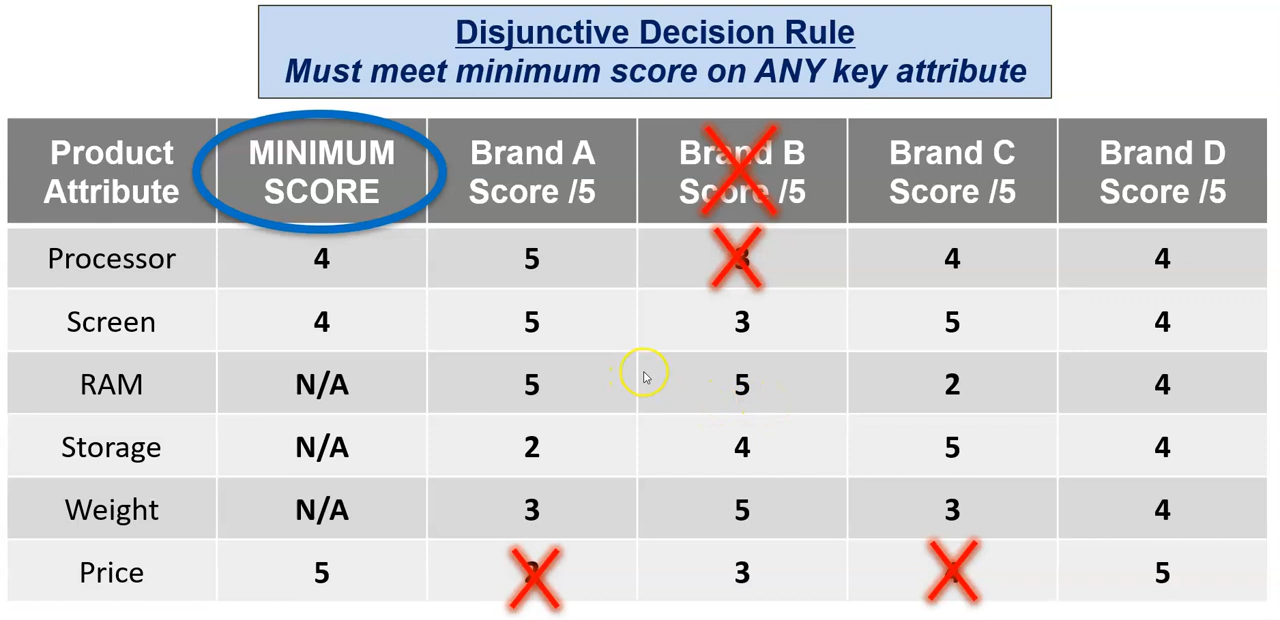 Disjunctive Decision Rule
Must meet minimum score on ANY key attribute
Product Attribute MINIMUM SCORE Brand A Score /5 Brand B Score /5 Brand C Score /5 Brand D Score /5
Processor 4 5 3 4 4
Screen 4 5 3 5 4
RAM N/A 5 5 2 4
Storage N/A 2 4 5 4
Weight N/A 3 5 3 4
Price 5 2 3 4 5